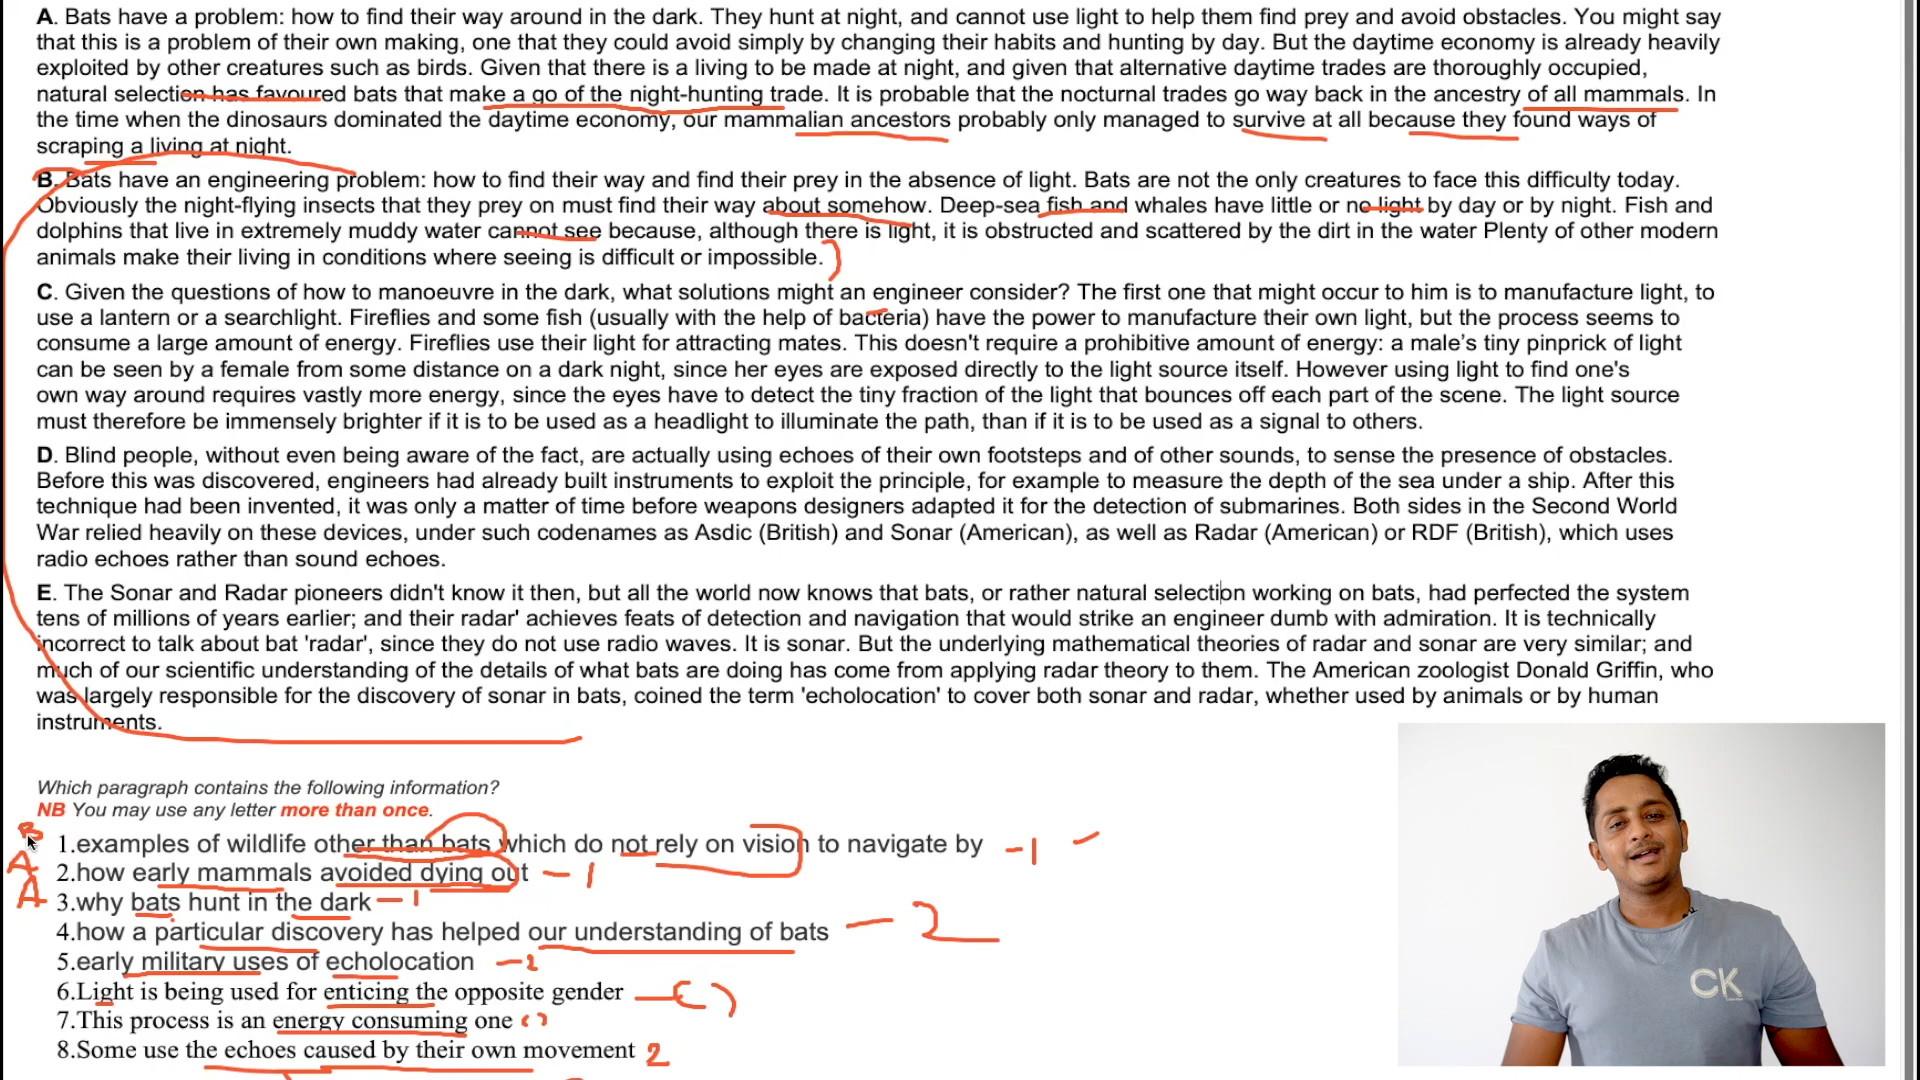 A. Bats have a problem: how to find their way around in the dark. They hunt at night, and cannot use light to help them find prey and avoid obstacles. You might say
that this is a problem of their own making, one that they could avoid simply by changing their habits and hunting by day. But the daytime economy is already heavily
exploited by other creatures such as birds. Given that there is a living to be made at night, and given that alternative daytime trades are thoroughly occupied,
natural selection has favoured bats that make a go of the night-hunting trade. It is probable that the nocturnal trades go way back in the ancestry of all mammals. In
the time when the dinosaurs dominated the daytime economy, our mammalian ancestors probably only managed to survive at all because they found ways of
scraping a living at night.
B. Bats have an engineering problem: how to find their way and find their prey in the absence of light. Bats are not the only creatures to face this difficulty today.
Obviously the night-flying insects that they prey on must find their way about somehow. Deep-sea fish and whales have little or no light by day or by night. Fish and
dolphins that live in extremely muddy water cannot see because, although there is light, it is obstructed and scattered by the dirt in the water Plenty of other modern
animals make their living in conditions where seeing is difficult or impossible.
C. Given the questions of how to manoeuvre in the dark, what solutions might an engineer consider? The first one that might occur to him is to manufacture light, to
use a lantern or a searchlight. Fireflies and some fish (usually with the help of bacteria) have the power to manufacture their own light, but the process seems to
consume a large amount of energy. Fireflies use their light for attracting mates. This doesn't require a prohibitive amount of energy: a male's tiny pinprick of light
can be seen by a female from some distance on a dark night, since her eyes are exposed directly to the light source itself. However using light to find one's
own way around requires vastly more energy, since the eyes have to detect the tiny fraction of the light that bounces off each part of the scene. The light source
must therefore be immensely brighter if it is to be used as a headlight to illuminate the path, than if it is to be used as a signal to others.
D. Blind people, without even being aware of the fact, are actually using echoes of their own footsteps and of other sounds, to sense the presence of obstacles.
Before this was discovered, engineers had already built instruments to exploit the principle, for example to measure the depth of the sea under a ship. After this
technique had been invented, it was only a matter of time before weapons designers adapted it for the detection of submarines. Both sides in the Second World
War relied heavily on these devices, under such codenames as Asdic (British) and Sonar (American), as well as Radar (American) or RDF (British), which uses
radio echoes rather than sound echoes.
E. The Sonar and Radar pioneers didn't know it then, but all the world now knows that bats, or rather natural selection working on bats, had perfected the system
tens of millions of years earlier; and their radar' achieves feats of detection and navigation that would strike an engineer dumb with admiration. It is technically
incorrect to talk about bat 'radar', since they do not use radio waves. It is sonar. But the underlying mathematical theories of radar and sonar are very similar; and
much of our scientific understanding of the details of what bats are doing has come from applying radar theory to them. The American zoologist Donald Griffin, who
was largely responsible for the discovery of sonar in bats, coined the term 'echolocation' to cover both sonar and radar, whether used by animals or by human
instruments.
Which paragraph contains the following information?
NB You may use any letter more than once.
B 1.examples of wildlife other than bats which do not rely on vision to navigate by - 1
A 2.how early mammals avoided dying out - 1
A 3.why bats hunt in the dark - 1
4.how a particular discovery has helped our understanding of bats - 2
5.early military uses of echolocation - 2
6.Light is being used for enticing the opposite gender - ( )
7.This process is an energy consuming one ( )
8.Some use the echoes caused by their own movement 2
CK